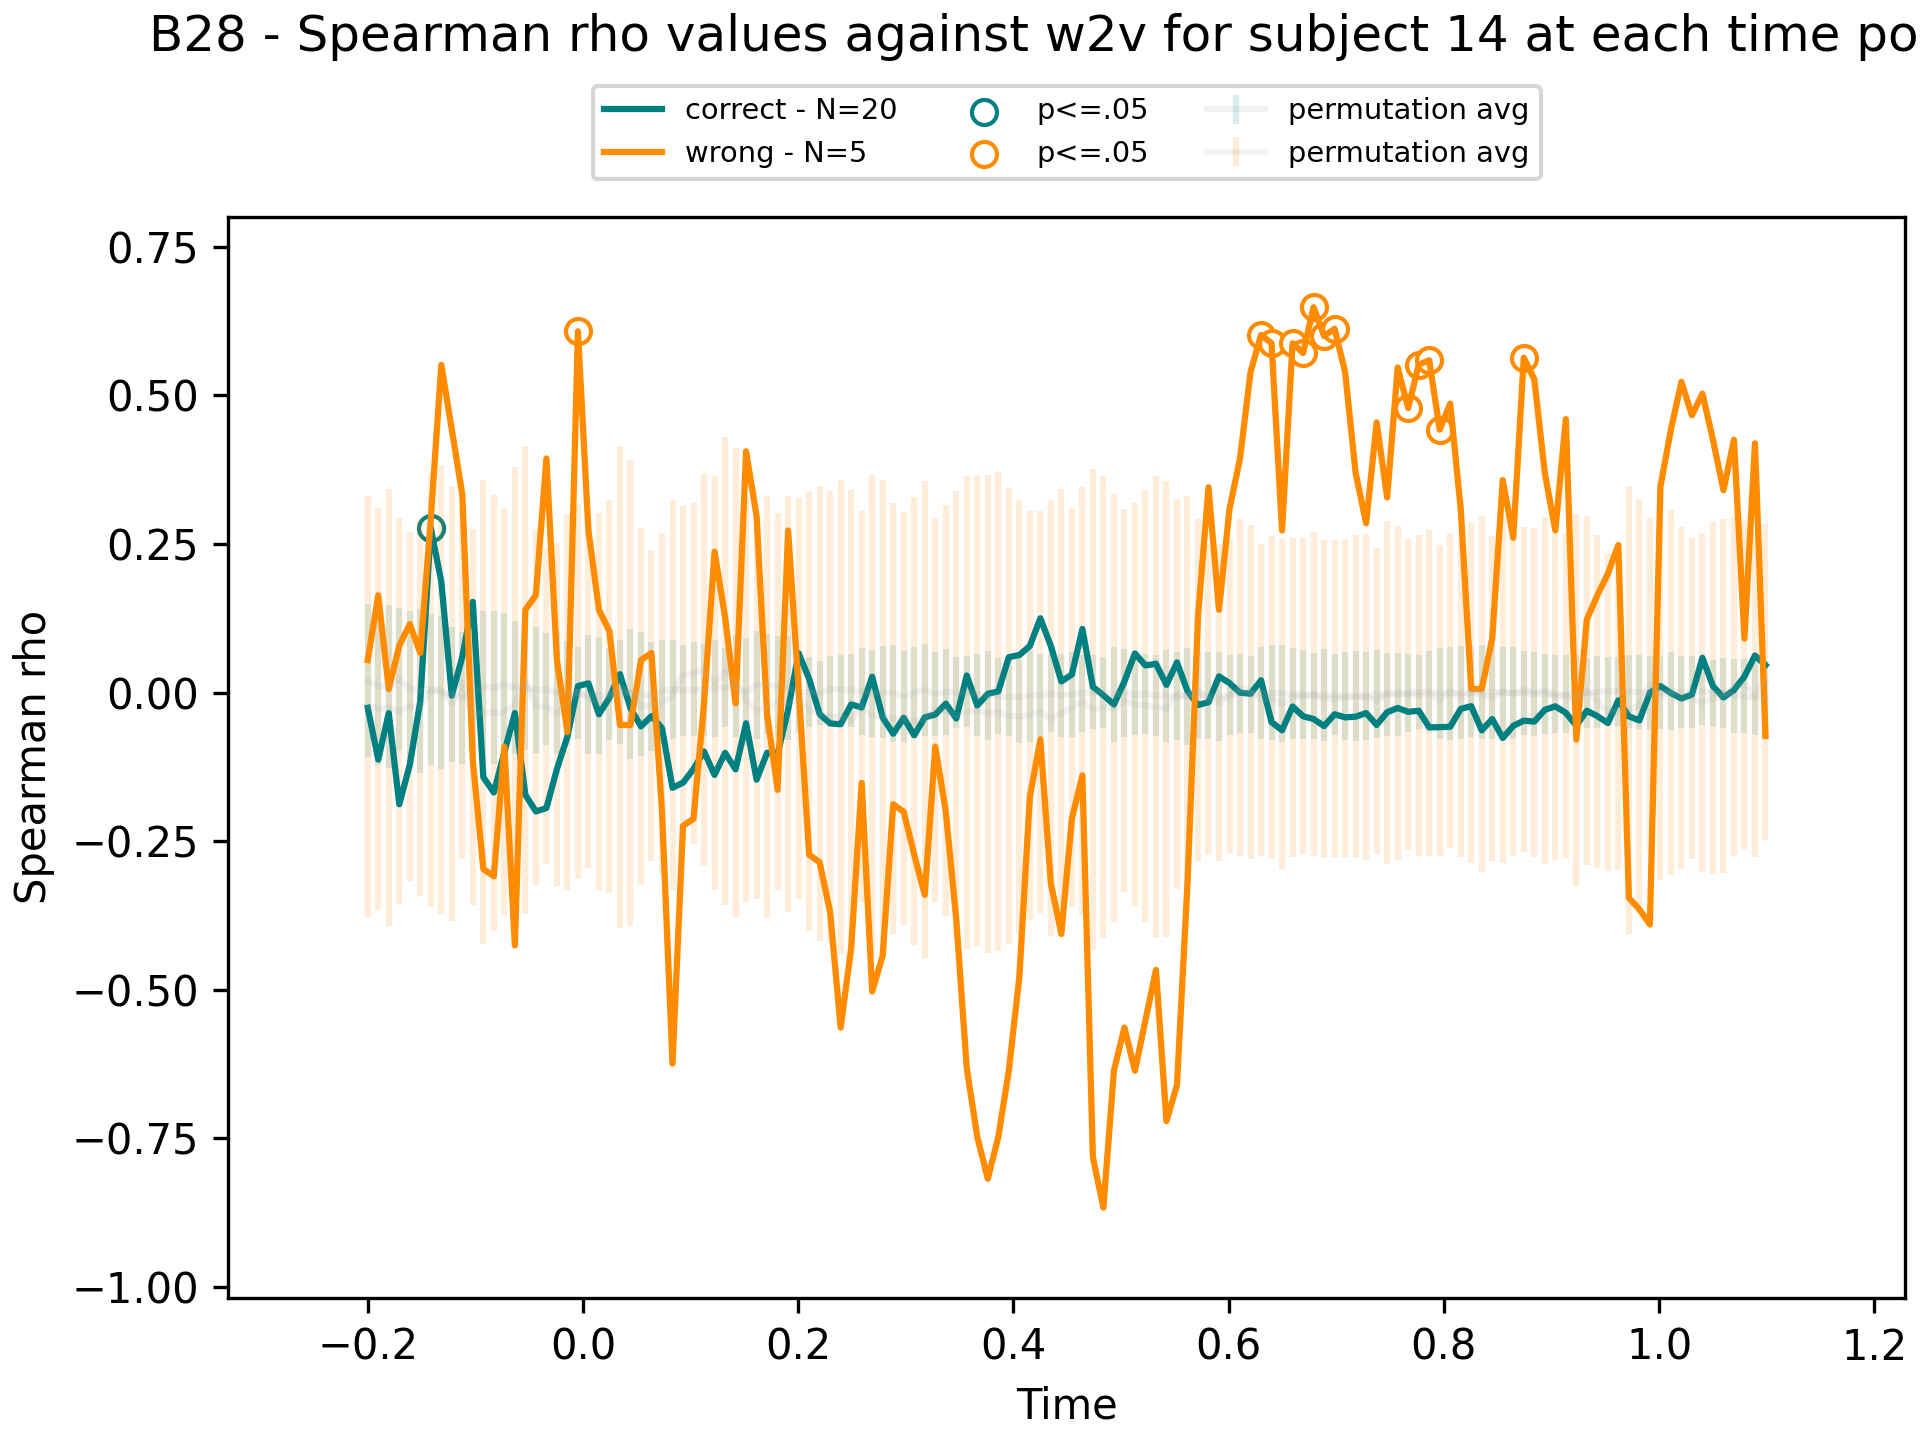 B28 - Spearman rho values against w2v for subject 14 at each time po
correct - N=20
wrong - N=5
p<=.05
p<=.05
permutation avg
permutation avg
Spearman rho
0.75
0.50
0.25
0.00
−0.25
−0.50
−0.75
−1.00
−0.2 0.0 0.2 0.4 0.6 0.8 1.0 1.2
Time